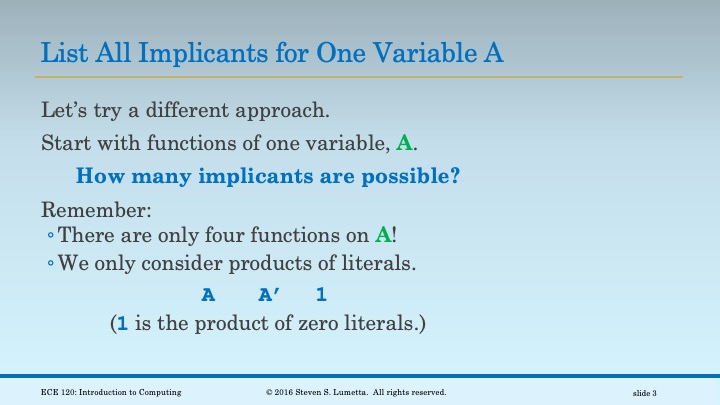 List All Implicants for One Variable A
Let’s try a different approach.
Start with functions of one variable, A.
How many implicants are possible?
Remember:
◦There are only four functions on A!
◦We only consider products of literals.
A A′ 1
(1 is the product of zero literals.)
ECE 120: Introduction to Computing © 2016 Steven S. Lumetta. All rights reserved. slide 3